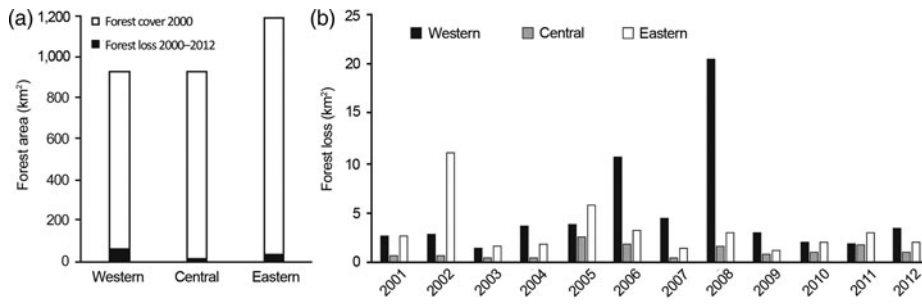 (a)
Forest area (km²)
1,200
1,000
800
600
400
200
0
Forest cover 2000
Forest loss 2000–2012
Western
Central
Eastern
(b)
Western
Central
Eastern
Forest loss (km²)
25
20
15
10
5
0
2001
2002
2003
2004
2005
2006
2007
2008
2009
2010
2011
2012